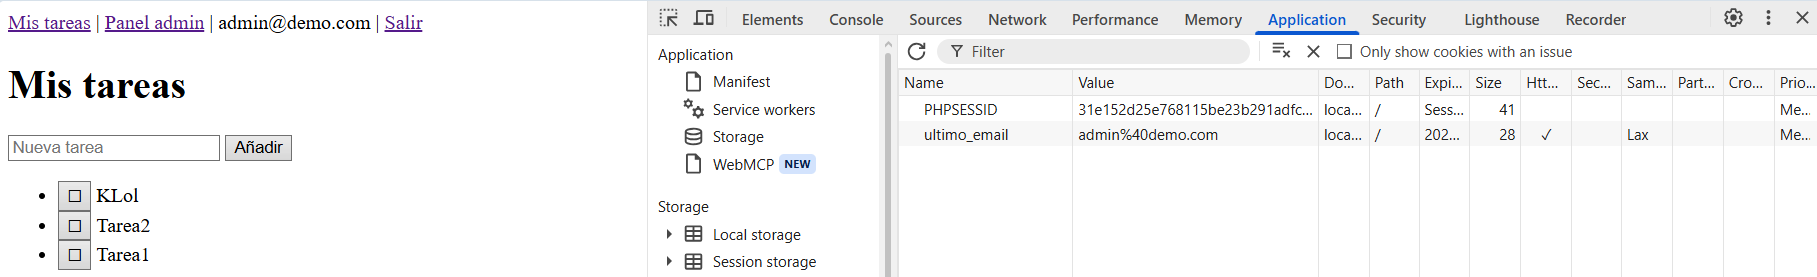 Mis tareas | Panel admin | admin@demo.com | Salir
Mis tareas
Nueva tarea Añadir
KLol
Tarea2
Tarea1
Elements Console Sources Network Performance Memory Application Security Lighthouse Recorder
Application
Manifest
Service workers
Storage
WebMCP NEW
Storage
Local storage
Session storage
Filter Only show cookies with an issue
Name Value Do... Path Expi... Size Htt... Sec... Sam... Part... Cro... Prio...
PHPSESSID 31e152d25e768115be23b291adfc... loca... / Sess... 41 Me...
ultimo_email admin%40demo.com loca... / 202... 28 ✓ Lax Me...